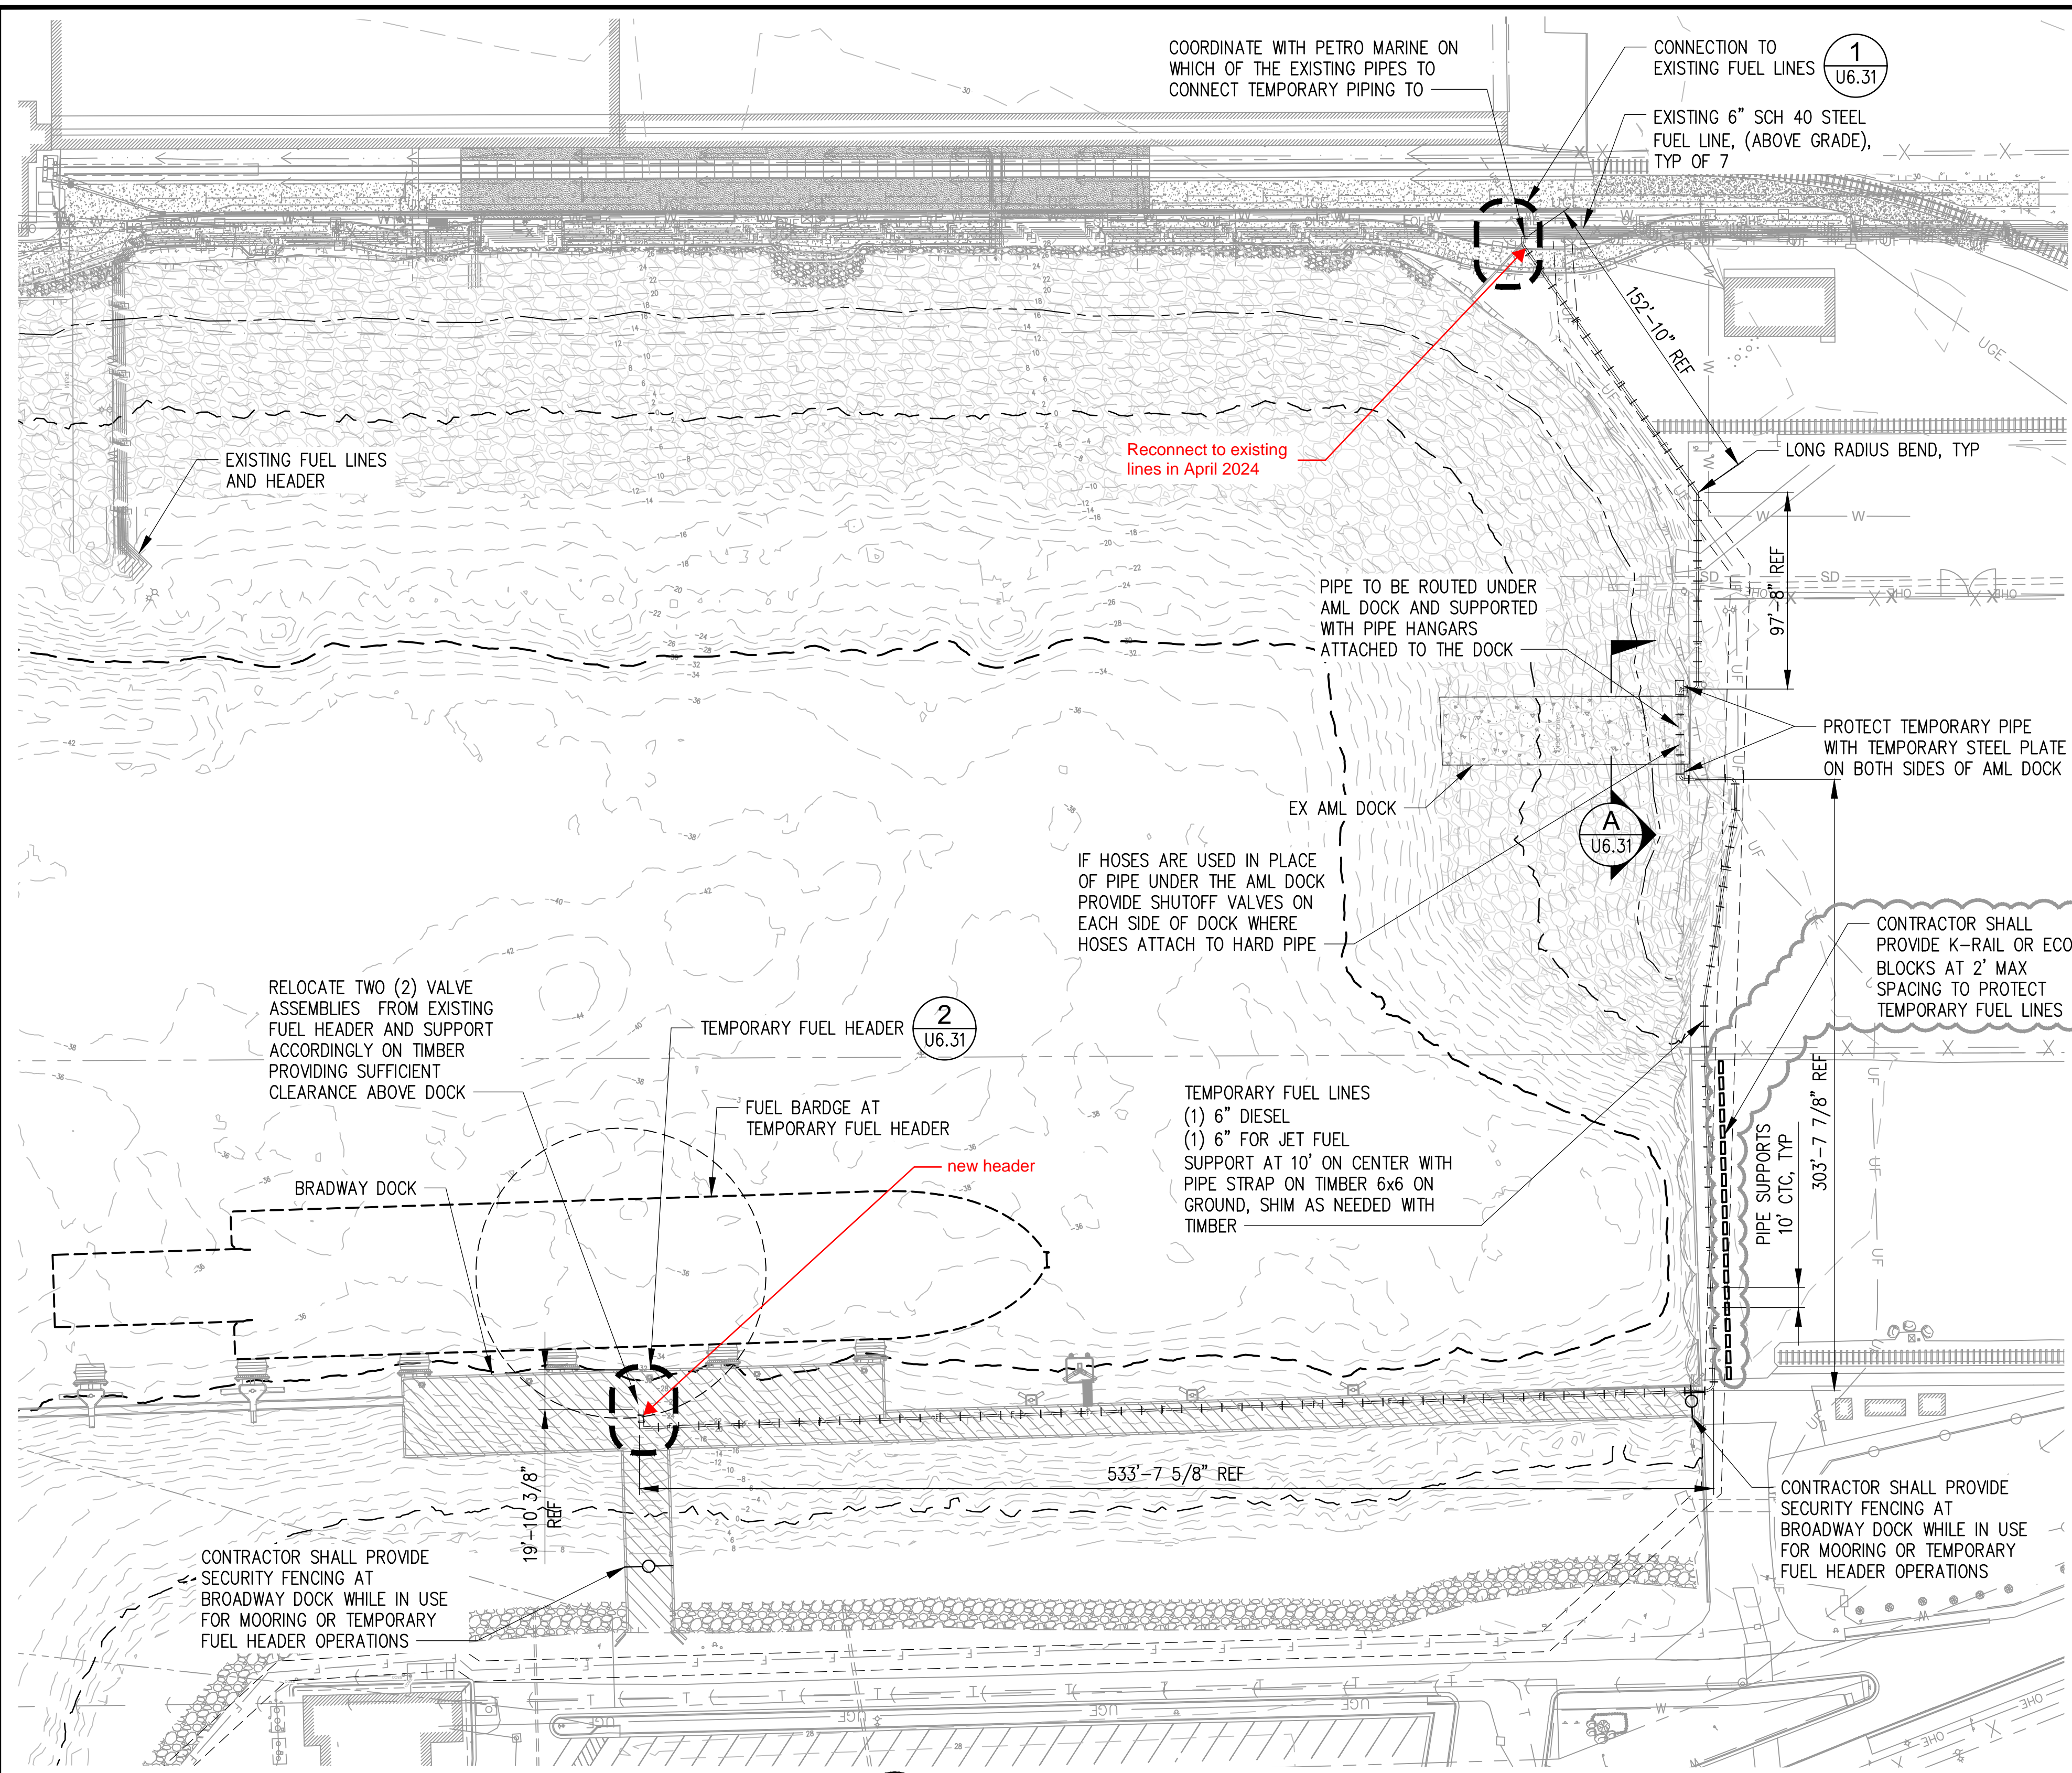 COORDINATE WITH PETRO MARINE ON
WHICH OF THE EXISTING PIPES TO
CONNECT TEMPORARY PIPING TO
CONNECTION TO
EXISTING FUEL LINES
1
U6.31
EXISTING 6" SCH 40 STEEL
FUEL LINE, (ABOVE GRADE),
TYP OF 7
152'-10" REF
UGE
Reconnect to existing
lines in April 2024
LONG RADIUS BEND, TYP
EXISTING FUEL LINES
AND HEADER
97'-8" REF
PIPE TO BE ROUTED UNDER
AML DOCK AND SUPPORTED
WITH PIPE HANGARS
ATTACHED TO THE DOCK
PROTECT TEMPORARY PIPE
WITH TEMPORARY STEEL PLATE
ON BOTH SIDES OF AML DOCK
EX AML DOCK
A
U6.31
IF HOSES ARE USED IN PLACE
OF PIPE UNDER THE AML DOCK
PROVIDE SHUTOFF VALVES ON
EACH SIDE OF DOCK WHERE
HOSES ATTACH TO HARD PIPE
CONTRACTOR SHALL
PROVIDE K-RAIL OR ECO
BLOCKS AT 2' MAX
SPACING TO PROTECT
TEMPORARY FUEL LINES
RELOCATE TWO (2) VALVE
ASSEMBLIES FROM EXISTING
FUEL HEADER AND SUPPORT
ACCORDINGLY ON TIMBER
PROVIDING SUFFICIENT
CLEARANCE ABOVE DOCK
TEMPORARY FUEL HEADER
2
U6.31
FUEL BARDGE AT
TEMPORARY FUEL HEADER
TEMPORARY FUEL LINES
(1) 6" DIESEL
(1) 6" FOR JET FUEL
SUPPORT AT 10' ON CENTER WITH
PIPE STRAP ON TIMBER 6x6 ON
GROUND, SHIM AS NEEDED WITH
TIMBER
new header
BRADWAY DOCK
PIPE SUPPORTS
10' CTC, TYP
303'-7 7/8" REF
533'-7 5/8" REF
19'-10 3/8"
REF
CONTRACTOR SHALL PROVIDE
SECURITY FENCING AT
BROADWAY DOCK WHILE IN USE
FOR MOORING OR TEMPORARY
FUEL HEADER OPERATIONS
CONTRACTOR SHALL PROVIDE
SECURITY FENCING AT
BROADWAY DOCK WHILE IN USE
FOR MOORING OR TEMPORARY
FUEL HEADER OPERATIONS